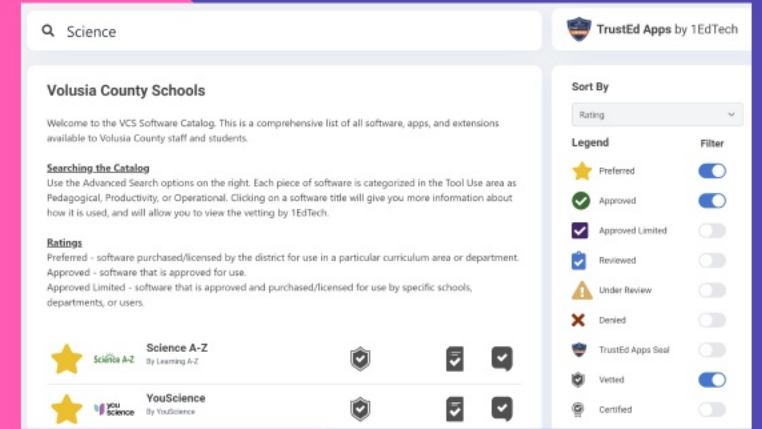 Science
TrustEd Apps by 1EdTech
Volusia County Schools
Welcome to the VCS Software Catalog. This is a comprehensive list of all software, apps, and extensions
available to Volusia County staff and students.
Searching the Catalog
Use the Advanced Search options on the right. Each piece of software is categorized in the Tool Use area as
Pedagogical, Productivity, or Operational. Clicking on a software title will give you more information about
how it is used, and will allow you to view the vetting by 1EdTech.
Ratings
Preferred - software purchased/licensed by the district for use in a particular curriculum area or department.
Approved - software that is approved for use.
Approved Limited - software that is approved and purchased/licensed for use by specific schools,
departments, or users.
Science A-Z
Science A-Z
By Learning A-Z
you
science
YouScience
By YouScience
Sort By
Rating
Legend Filter
Preferred
Approved
Approved Limited
Reviewed
Under Review
Denied
TrustEd Apps Seal
Vetted
Certified